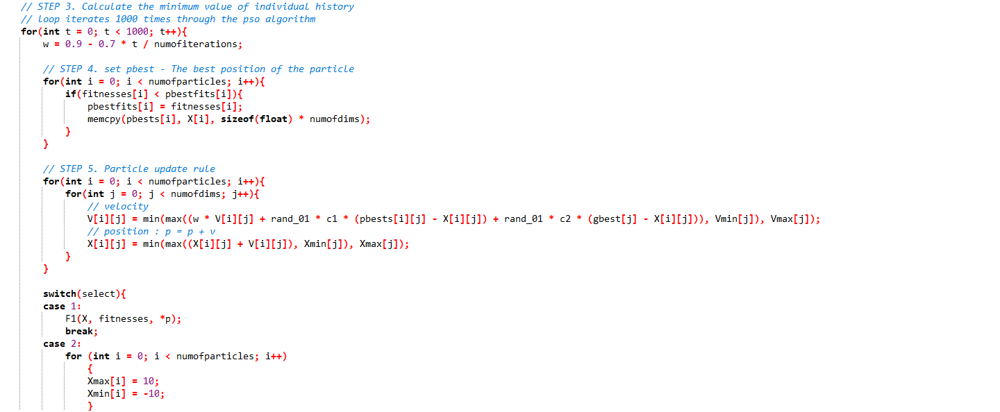 // STEP 3. Calculate the minimum value of individual history
// loop iterates 1000 times through the pso algorithm
for(int t = 0; t < 1000; t++){
w = 0.9 - 0.7 * t / numofiterations;
// STEP 4. set pbest - The best position of the particle
for(int i = 0; i < numofparticles; i++){
if(fitnesses[i] < pbestfits[i]){
pbestfits[i] = fitnesses[i];
memcpy(pbests[i], X[i], sizeof(float) * numofdims);
}
}
// STEP 5. Particle update rule
for(int i = 0; i < numofparticles; i++){
for(int j = 0; j < numofdims; j++){
// velocity
V[i][j] = min(max((w * V[i][j] + rand_01 * c1 * (pbests[i][j] - X[i][j]) + rand_01 * c2 * (gbest[j] - X[i][j])), Vmin[j]), Vmax[j]);
// position : p = p + v
X[i][j] = min(max((X[i][j] + V[i][j]), Xmin[j]), Xmax[j]);
}
}
switch(select){
case 1:
F1(X, fitnesses, *p);
break;
case 2:
for (int i = 0; i < numofparticles; i++)
{
Xmax[i] = 10;
Xmin[i] = -10;
}